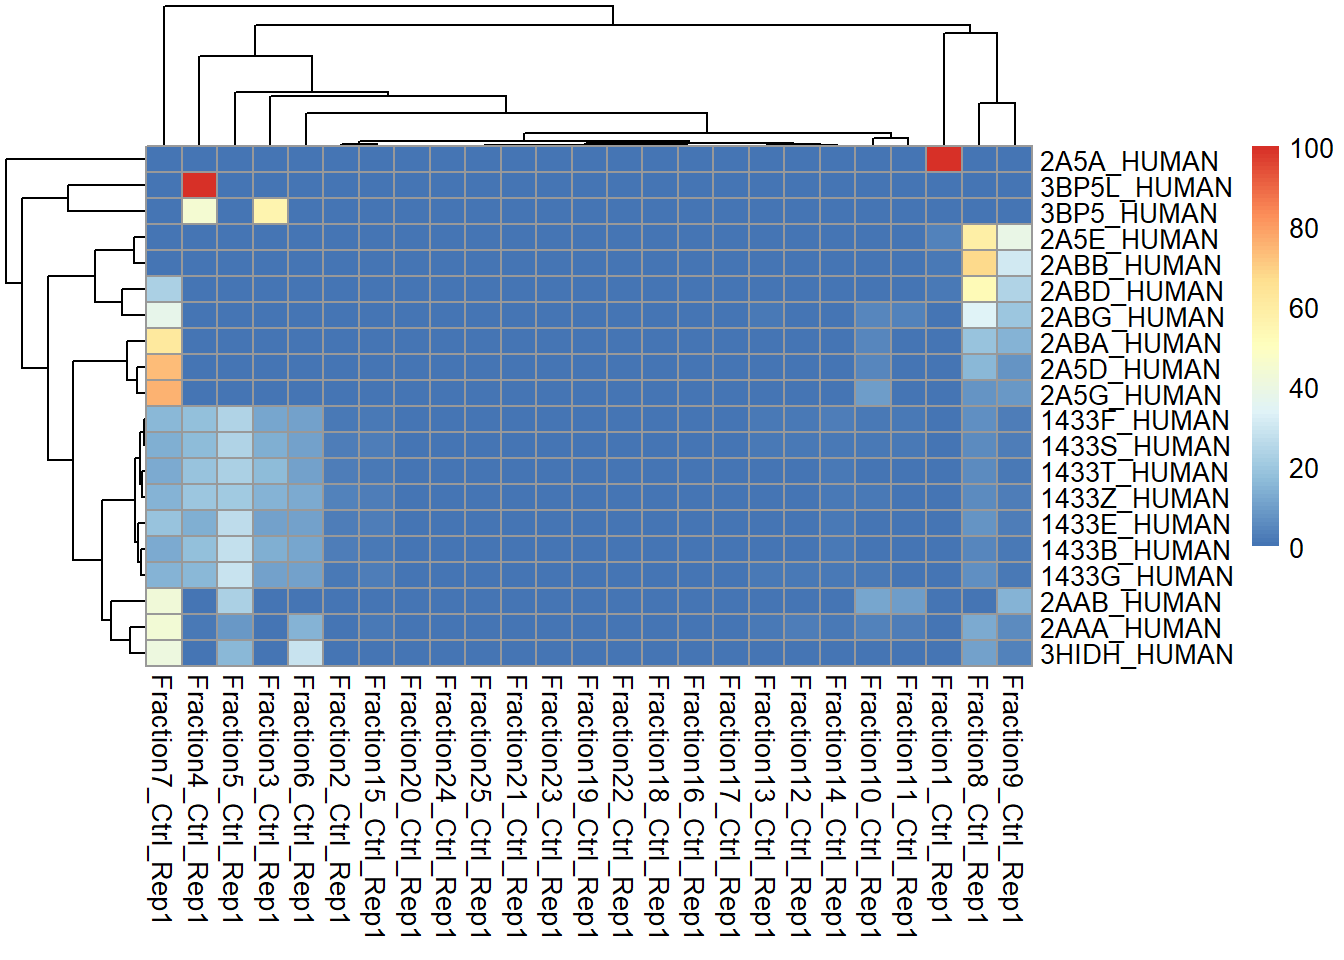 2A5A_HUMAN
3BP5L_HUMAN
3BP5_HUMAN
2A5E_HUMAN
2ABB_HUMAN
2ABD_HUMAN
2ABG_HUMAN
2ABA_HUMAN
2A5D_HUMAN
2A5G_HUMAN
1433F_HUMAN
1433S_HUMAN
1433T_HUMAN
1433Z_HUMAN
1433E_HUMAN
1433B_HUMAN
1433G_HUMAN
2AAB_HUMAN
2AAA_HUMAN
3HIDH_HUMAN
100
80
60
40
20
0
Fraction7_Ctrl_Rep1
Fraction4_Ctrl_Rep1
Fraction5_Ctrl_Rep1
Fraction3_Ctrl_Rep1
Fraction6_Ctrl_Rep1
Fraction2_Ctrl_Rep1
Fraction15_Ctrl_Rep1
Fraction20_Ctrl_Rep1
Fraction24_Ctrl_Rep1
Fraction25_Ctrl_Rep1
Fraction21_Ctrl_Rep1
Fraction23_Ctrl_Rep1
Fraction19_Ctrl_Rep1
Fraction22_Ctrl_Rep1
Fraction18_Ctrl_Rep1
Fraction16_Ctrl_Rep1
Fraction17_Ctrl_Rep1
Fraction13_Ctrl_Rep1
Fraction12_Ctrl_Rep1
Fraction14_Ctrl_Rep1
Fraction10_Ctrl_Rep1
Fraction11_Ctrl_Rep1
Fraction1_Ctrl_Rep1
Fraction8_Ctrl_Rep1
Fraction9_Ctrl_Rep1